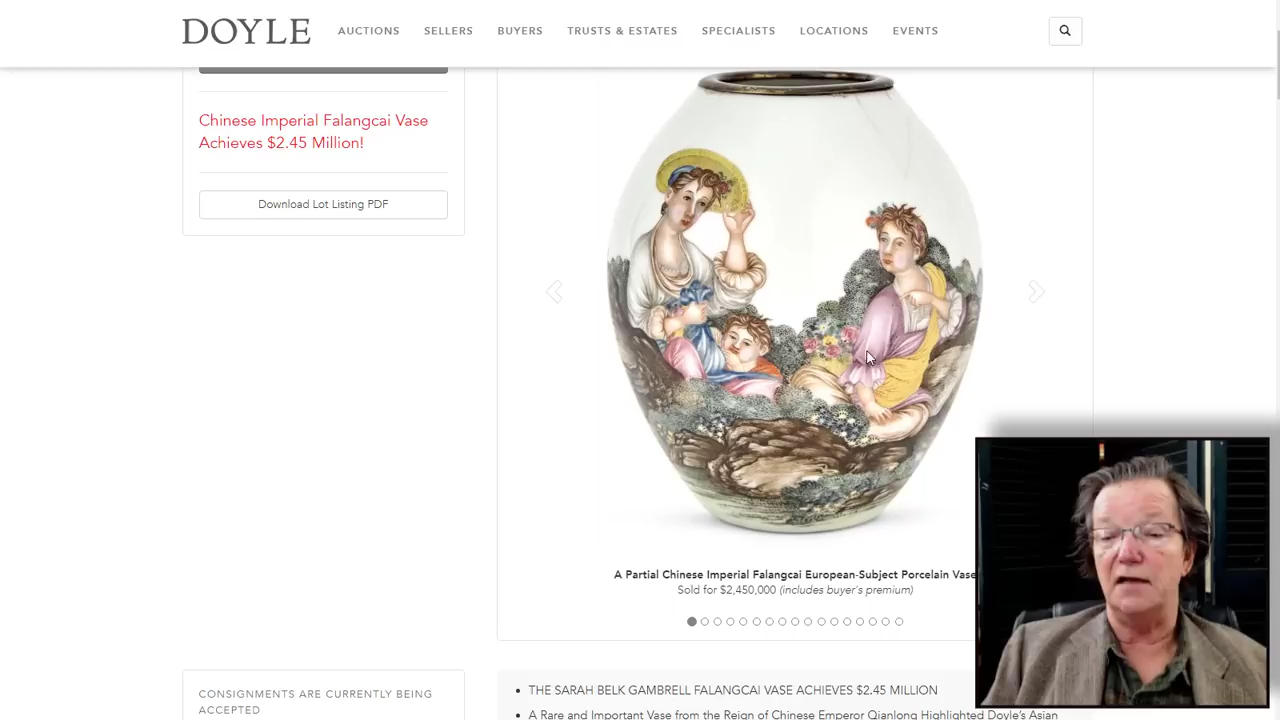 DOYLE
AUCTIONS SELLERS BUYERS TRUSTS & ESTATES SPECIALISTS LOCATIONS EVENTS
Chinese Imperial Falangcai Vase
Achieves $2.45 Million!
Download Lot Listing PDF
A Partial Chinese Imperial Falangcai European-Subject Porcelain Vase
Sold for $2,450,000 (includes buyer's premium)
CONSIGNMENTS ARE CURRENTLY BEING
ACCEPTED
THE SARAH BELK GAMBRELL FALANGCAI VASE ACHIEVES $2.45 MILLION
A Rare and Important Vase from the Reign of Chinese Emperor Qianlong Highlighted Doyle's Asian